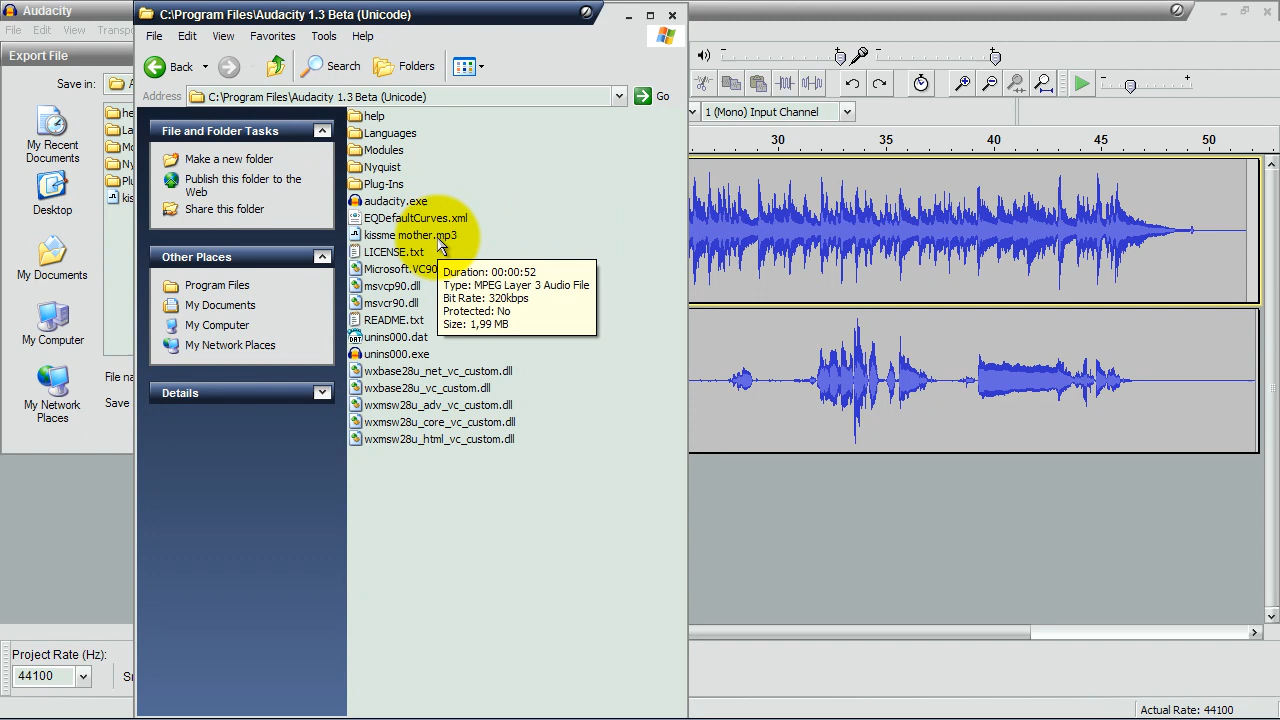 Audacity
File Edit View Transpo
Export File
Save in:
My Recent
Documents
Desktop
My Documents
My Computer
My Network
Places
File na
Save
Project Rate (Hz):
44100
C:\Program Files\Audacity 1.3 Beta (Unicode)
File Edit View Favorites Tools Help
Back Search Folders
Address C:\Program Files\Audacity 1.3 Beta (Unicode) Go
File and Folder Tasks
Make a new folder
Publish this folder to the
Web
Share this folder
Other Places
Program Files
My Documents
My Computer
My Network Places
Details
help
Languages
Modules
Nyquist
Plug-Ins
audacity.exe
EQDefaultCurves.xml
kissme mother.mp3
LICENSE.txt
Microsoft.VC90
msvcp90.dll
msvcr90.dll
README.txt
unins000.dat
unins000.exe
wxbase28u_net_vc_custom.dll
wxbase28u_vc_custom.dll
wxmsw28u_adv_vc_custom.dll
wxmsw28u_core_vc_custom.dll
wxmsw28u_html_vc_custom.dll
Duration: 00:00:52
Type: MPEG Layer 3 Audio File
Bit Rate: 320kbps
Protected: No
Size: 1,99 MB
1 (Mono) Input Channel
30 35 40 45 50
Actual Rate: 44100